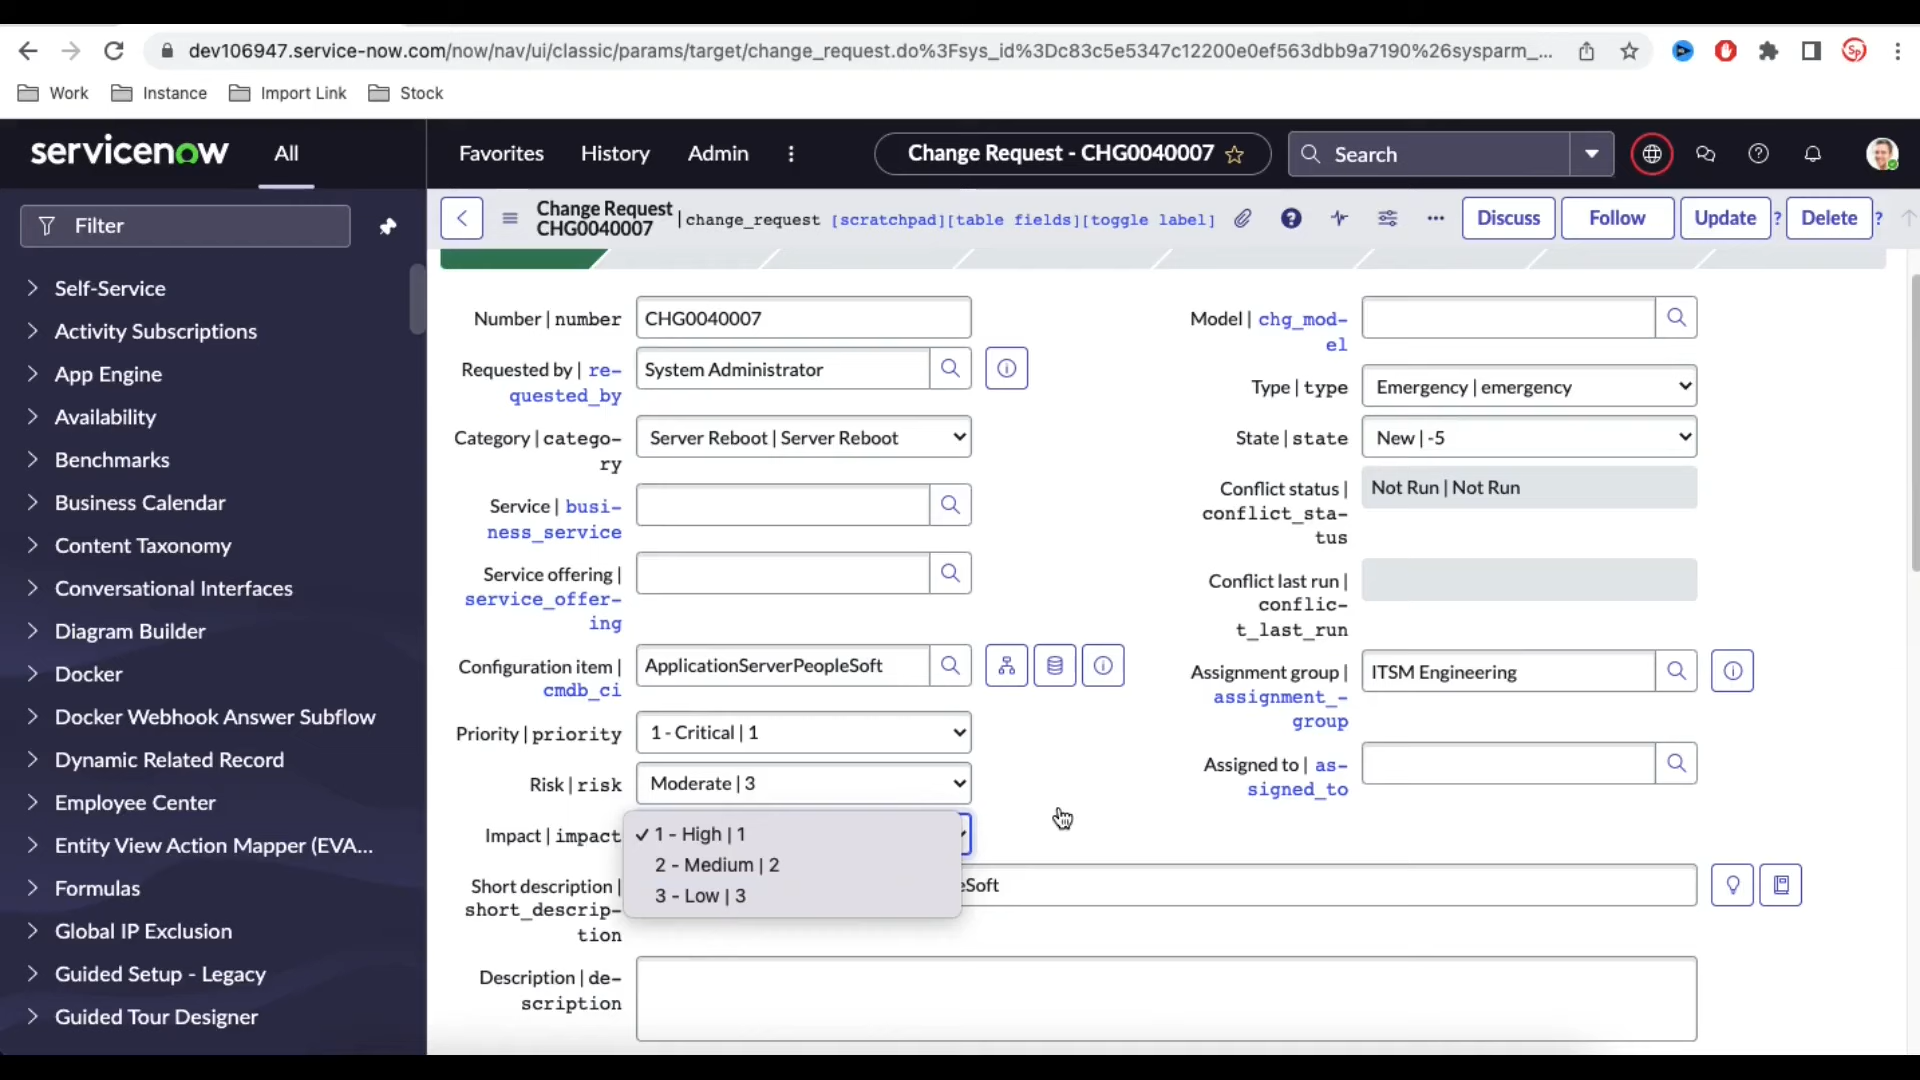 dev106947.service-now.com/now/nav/ui/classic/params/target/change_request.do%3Fsys_id%3Dc83c5e5347c12200e0ef563dbb9a7190%26sysparm_...
Sp
Work
Instance
Import Link
Stock
servicenow
All
Favorites
History
Admin
Change Request - CHG0040007
Search
Filter
Self-Service
Activity Subscriptions
App Engine
Availability
Benchmarks
Business Calendar
Content Taxonomy
Conversational Interfaces
Diagram Builder
Docker
Docker Webhook Answer Subflow
Dynamic Related Record
Employee Center
Entity View Action Mapper (EVA...
Formulas
Global IP Exclusion
Guided Setup - Legacy
Guided Tour Designer
Change Request
CHG0040007
|change_request [scratchpad][table fields][toggle label]
Discuss
Follow
Update
?
Delete
?
Number | number
CHG0040007
Requested by | re-
quested_by
System Administrator
Category | catego-
ry
Server Reboot | Server Reboot
Service | busi-
ness_service
Service offering |
service_offer-
ing
Configuration item |
cmdb_ci
ApplicationServerPeopleSoft
Priority | priority
1 - Critical | 1
Risk | risk
Moderate | 3
Impact | impact
✓ 1 - High | 1
2 - Medium | 2
3 - Low | 3
Short description |
short_descrip-
tion
eSoft
Description | de-
scription
Model | chg_mod-
el
Type | type
Emergency | emergency
State | state
New | -5
Conflict status |
conflict_sta-
tus
Not Run | Not Run
Conflict last run |
conflic-
t_last_run
Assignment group |
assignment_-
group
ITSM Engineering
Assigned to | as-
signed_to